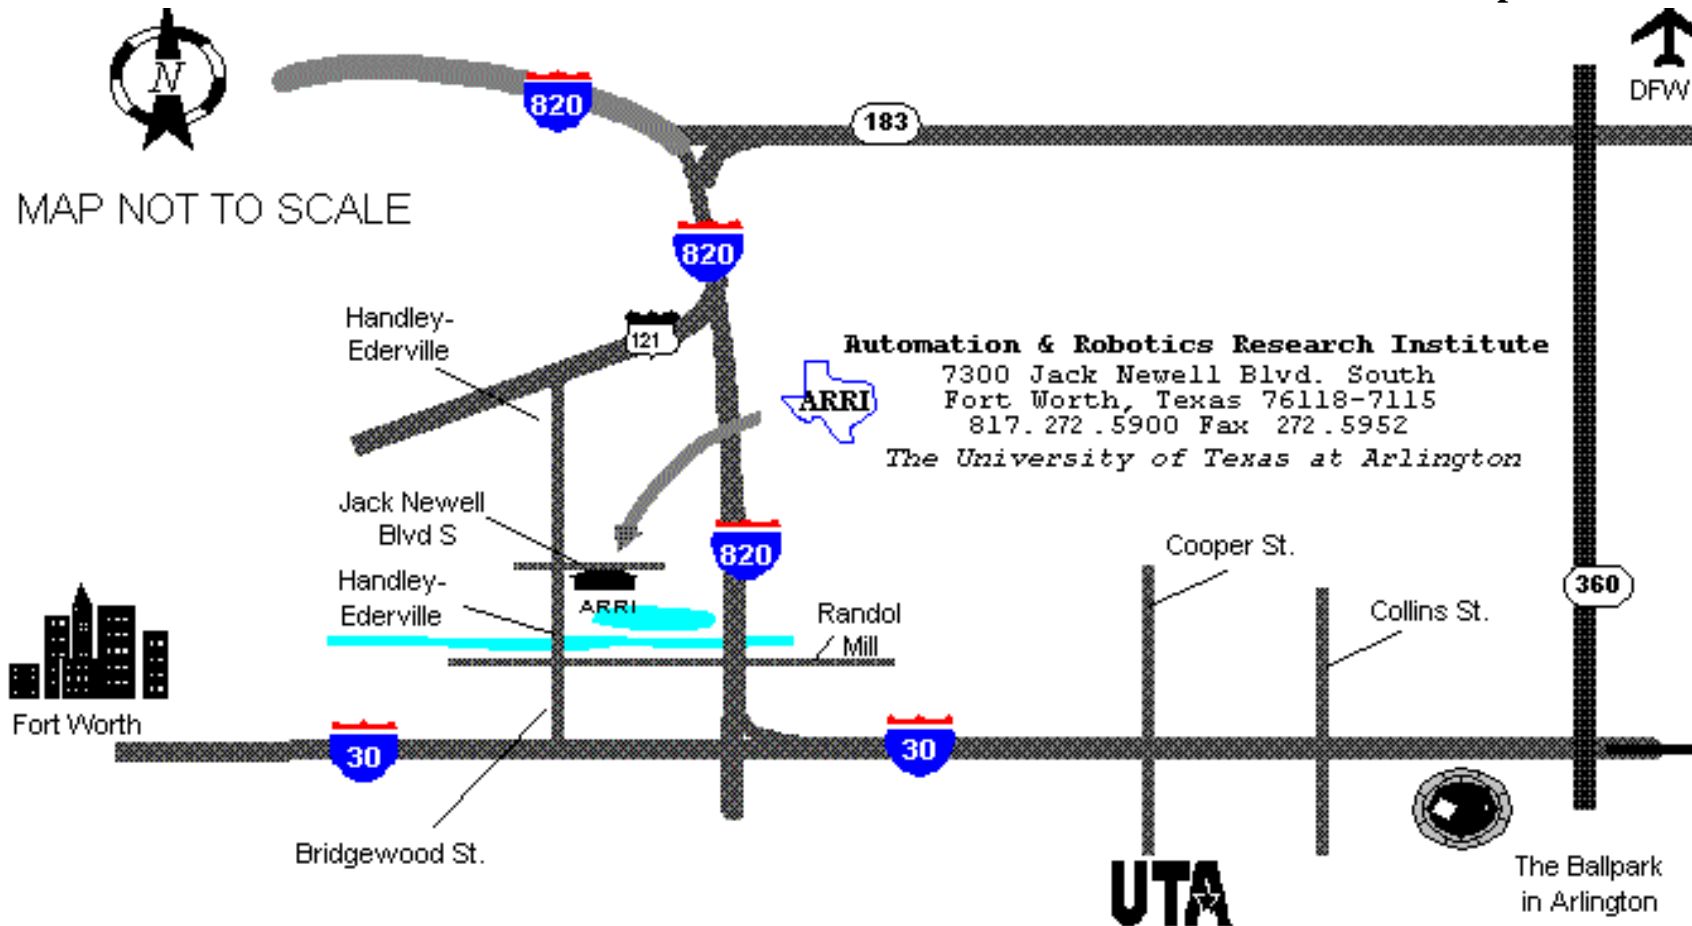 N
820
183
DFW
MAP NOT TO SCALE
820
Handley-
Ederville
121
Automation & Robotics Research Institute
ARRI
7300 Jack Newell Blvd. South
Fort Worth, Texas 76118-7115
817.272.5900 Fax 272.5952
The University of Texas at Arlington
Jack Newell
Blvd S
820
Cooper St.
Handley-
Ederville
ARRI
360
Randol
Mill
Collins St.
Fort Worth
30
30
Bridgewood St.
The Ballpark
in Arlington
UTA